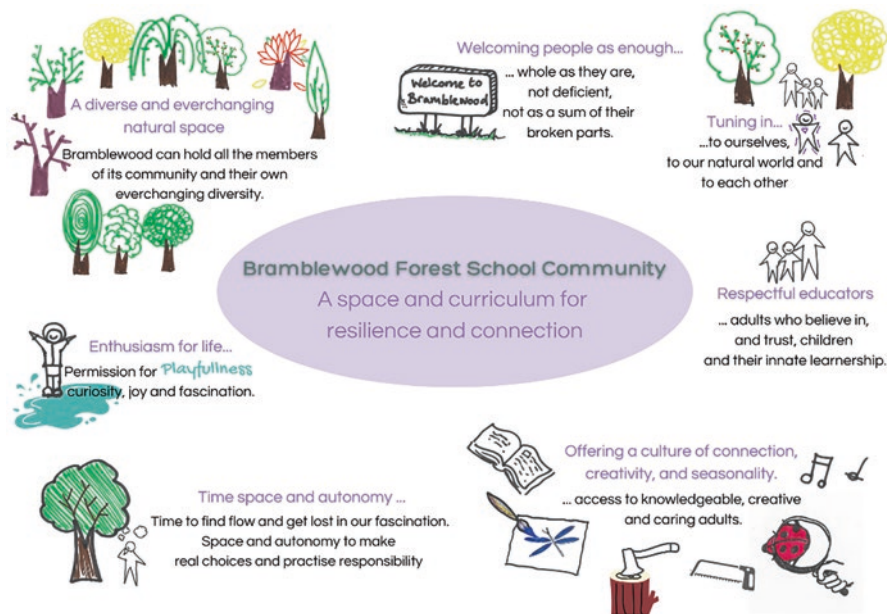 A diverse and everchanging
natural space
Bramblewood can hold all the members
of its community and their own
everchanging diversity.
Welcoming people as enough...
Welcome to
Bramblewood
... whole as they are,
not deficient,
not as a sum of their
broken parts.
Tuning in...
...to ourselves,
to our natural world and
to each other
Bramblewood Forest School Community
A space and curriculum for
resilience and connection
Respectful educators
... adults who believe in,
and trust, children
and their innate learnership.
Enthusiasm for life...
Permission for Playfullness
curiosity, joy and fascination.
Time space and autonomy ...
Time to find flow and get lost in our fascination.
Space and autonomy to make
real choices and practise responsibility
Offering a culture of connection,
creativity, and seasonality.
... access to knowledgeable, creative
and caring adults.